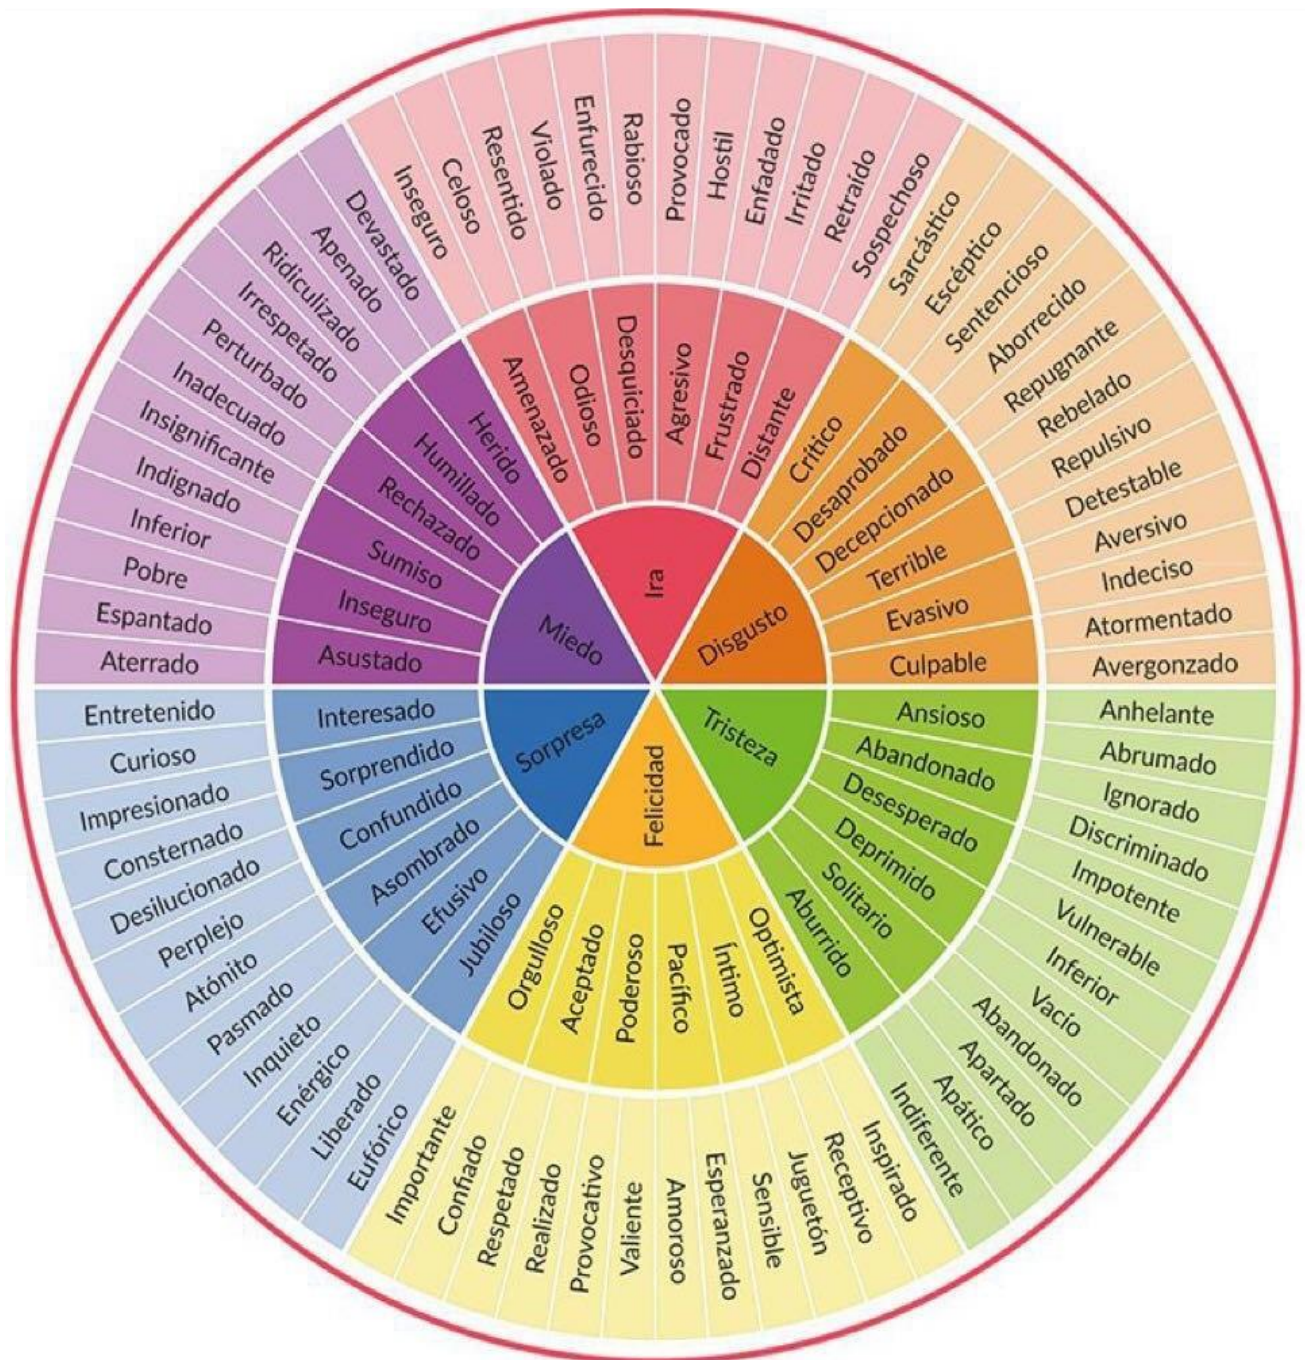 Ira
Disgusto
Tristeza
Felicidad
Sorpresa
Miedo
Amenazado
Odioso
Desquiciado
Agresivo
Frustrado
Distante
Crítico
Desaprobado
Decepcionado
Terrible
Evasivo
Culpable
Ansioso
Abandonado
Desesperado
Deprimido
Solitario
Aburrido
Optimista
Íntimo
Pacífico
Poderoso
Aceptado
Orgulloso
Jubiloso
Efusivo
Asombrado
Confundido
Sorprendido
Interesado
Asustado
Inseguro
Sumiso
Rechazado
Humillado
Herido
Inseguro
Celoso
Resentido
Violado
Enfurecido
Rabioso
Provocado
Hostil
Enfadado
Irritado
Retraído
Sospechoso
Sarcástico
Escéptico
Sentencioso
Aborrecido
Repugnante
Rebelado
Repulsivo
Detestable
Aversivo
Indeciso
Atormentado
Avergonzado
Anhelante
Abrumado
Ignorado
Discriminado
Impotente
Vulnerable
Inferior
Vacío
Abandonado
Apartado
Apático
Indiferente
Inspirado
Receptivo
Juguetón
Sensible
Esperanzado
Amoroso
Valiente
Provocativo
Realizado
Respetado
Confiado
Importante
Eufórico
Liberado
Enérgico
Inquieto
Pasmado
Atónito
Perplejo
Desilucionado
Consternado
Impresionado
Curioso
Entretenido
Aterrado
Espantado
Pobre
Inferior
Indignado
Insignificante
Inadecuado
Perturbado
Irrespetado
Ridiculizado
Apenado
Devastado